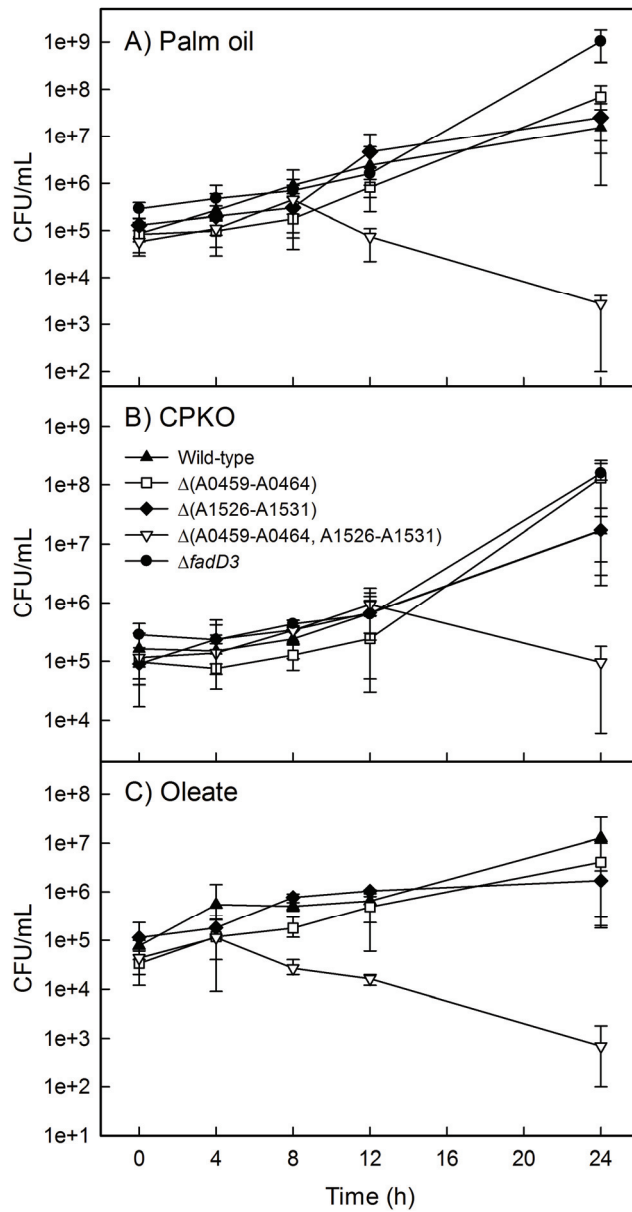 A) Palm oil
1e+9
1e+8
1e+7
1e+6
1e+5
1e+4
1e+3
1e+2
CFU/mL
B) CPKO
Wild-type
Δ(A0459-A0464)
Δ(A1526-A1531)
Δ(A0459-A0464, A1526-A1531)
ΔfadD3
1e+9
1e+8
1e+7
1e+6
1e+5
1e+4
CFU/mL
C) Oleate
1e+8
1e+7
1e+6
1e+5
1e+4
1e+3
1e+2
1e+1
CFU/mL
0 4 8 12 16 20 24
Time (h)